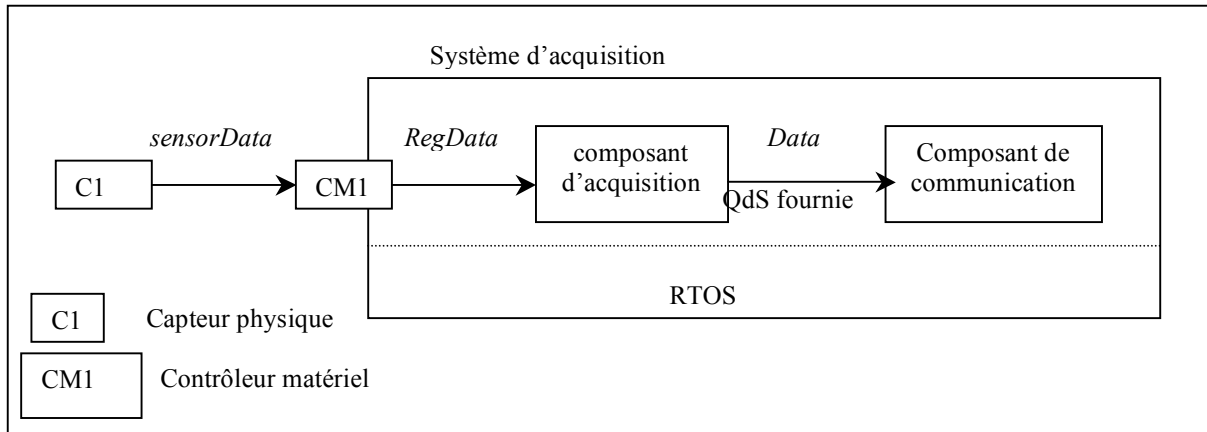 Système d'acquisition
sensorData
RegData
Data
C1
CM1
composant
d'acquisition
QdS fournie
Composant de
communication
RTOS
C1
Capteur physique
CM1
Contrôleur matériel